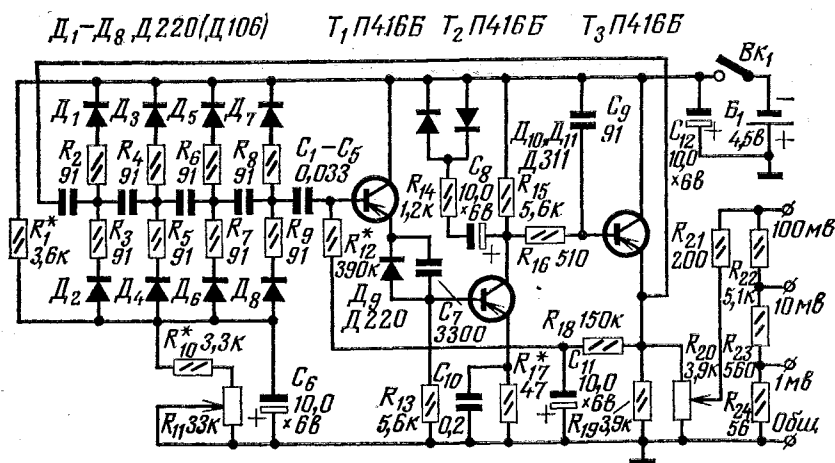 Д₁–Д₈ Д220(Д106)
Т₁ П416Б
Т₂ П416Б
Т₃ П416Б
Вк₁
Д₁
Д₃
Д₅
Д₇
R₂
91
R₄
91
R₆
91
R₈
91
С₁–С₅
0,033
R₁*
3,6к
R₃
91
R₅
91
R₇
91
R₉
91
Д₂
Д₄
Д₆
Д₈
R₁₀* 3,3к
R₁₁ 33к
С₆
10,0
×6в
+
R₁₂*
390к
Д₉
Д220
С₇
3300
R₁₃
5,6к
С₁₀
0,2
R₁₄
1,2к
С₈
10,0
×6в
+
Д₁₀, Д₁₁
Д311
R₁₅
5,6к
R₁₆ 510
С₉
91
R₁₇*
47
R₁₈ 150к
С₁₁
10,0
×6в
+
R₁₉ 3,9к
R₂₀
3,9к
R₂₁
200
R₂₂
5,1к
R₂₃
560
R₂₄
56
С₁₂
10,0
×6в
+
Б₁
4,5в
–
+
100мв
10мв
1мв
Общ